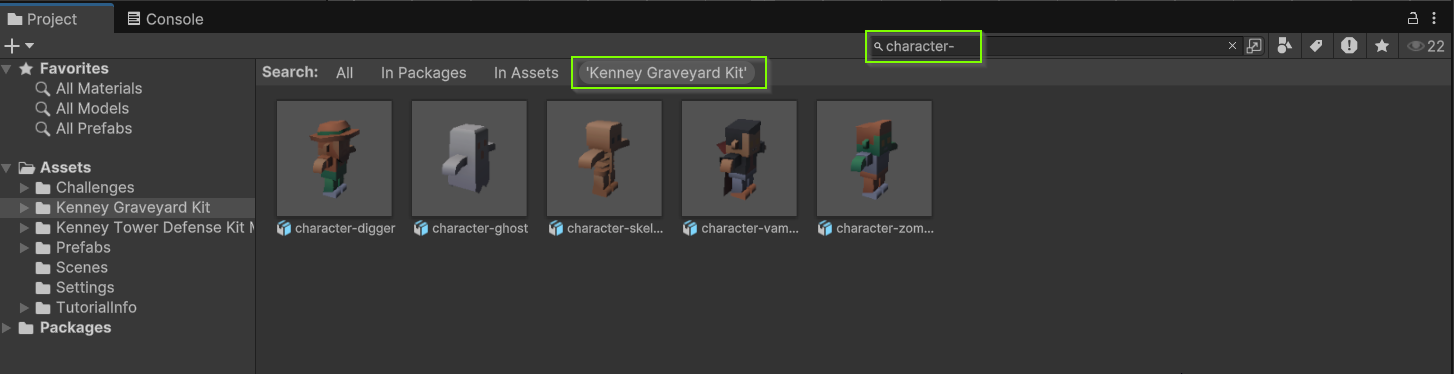 Project
Console
character-
22
Favorites
All Materials
All Models
All Prefabs
Assets
Challenges
Kenney Graveyard Kit
Kenney Tower Defense Kit M
Prefabs
Scenes
Settings
TutorialInfo
Packages
Search: All In Packages In Assets 'Kenney Graveyard Kit'
character-digger
character-ghost
character-skel...
character-vam...
character-zom...